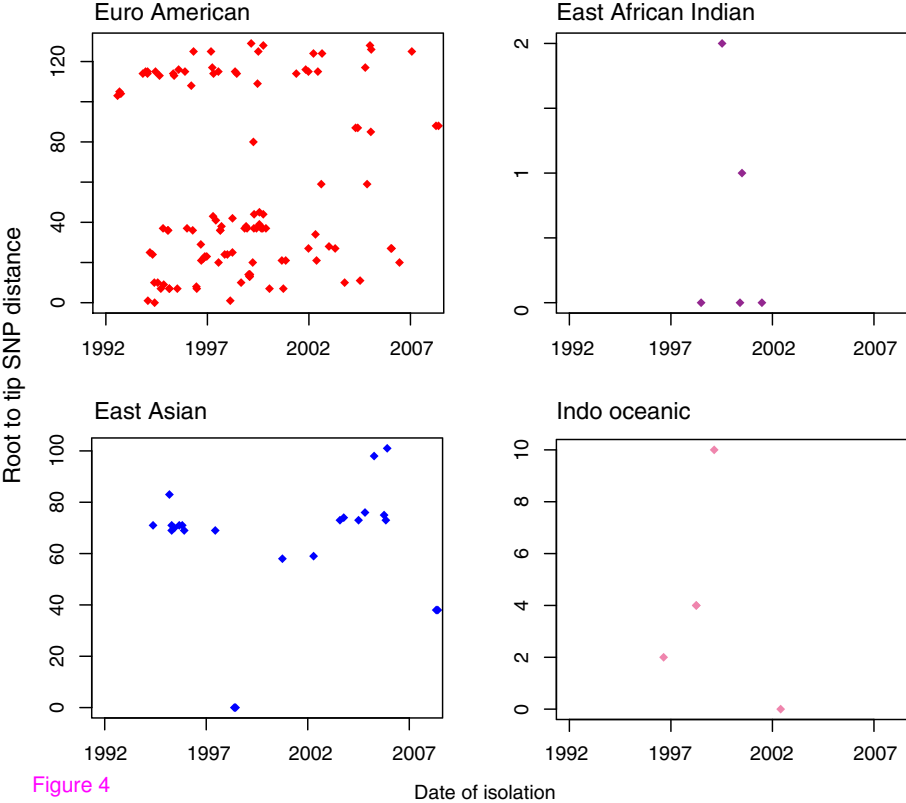 Euro American
East African Indian
120
80
40
0
1992 1997 2002 2007
2
1
0
1992 1997 2002 2007
Root to tip SNP distance
East Asian
Indo oceanic
100
80
60
40
20
0
1992 1997 2002 2007
10
8
6
4
2
0
1992 1997 2002 2007
Figure 4
Date of isolation